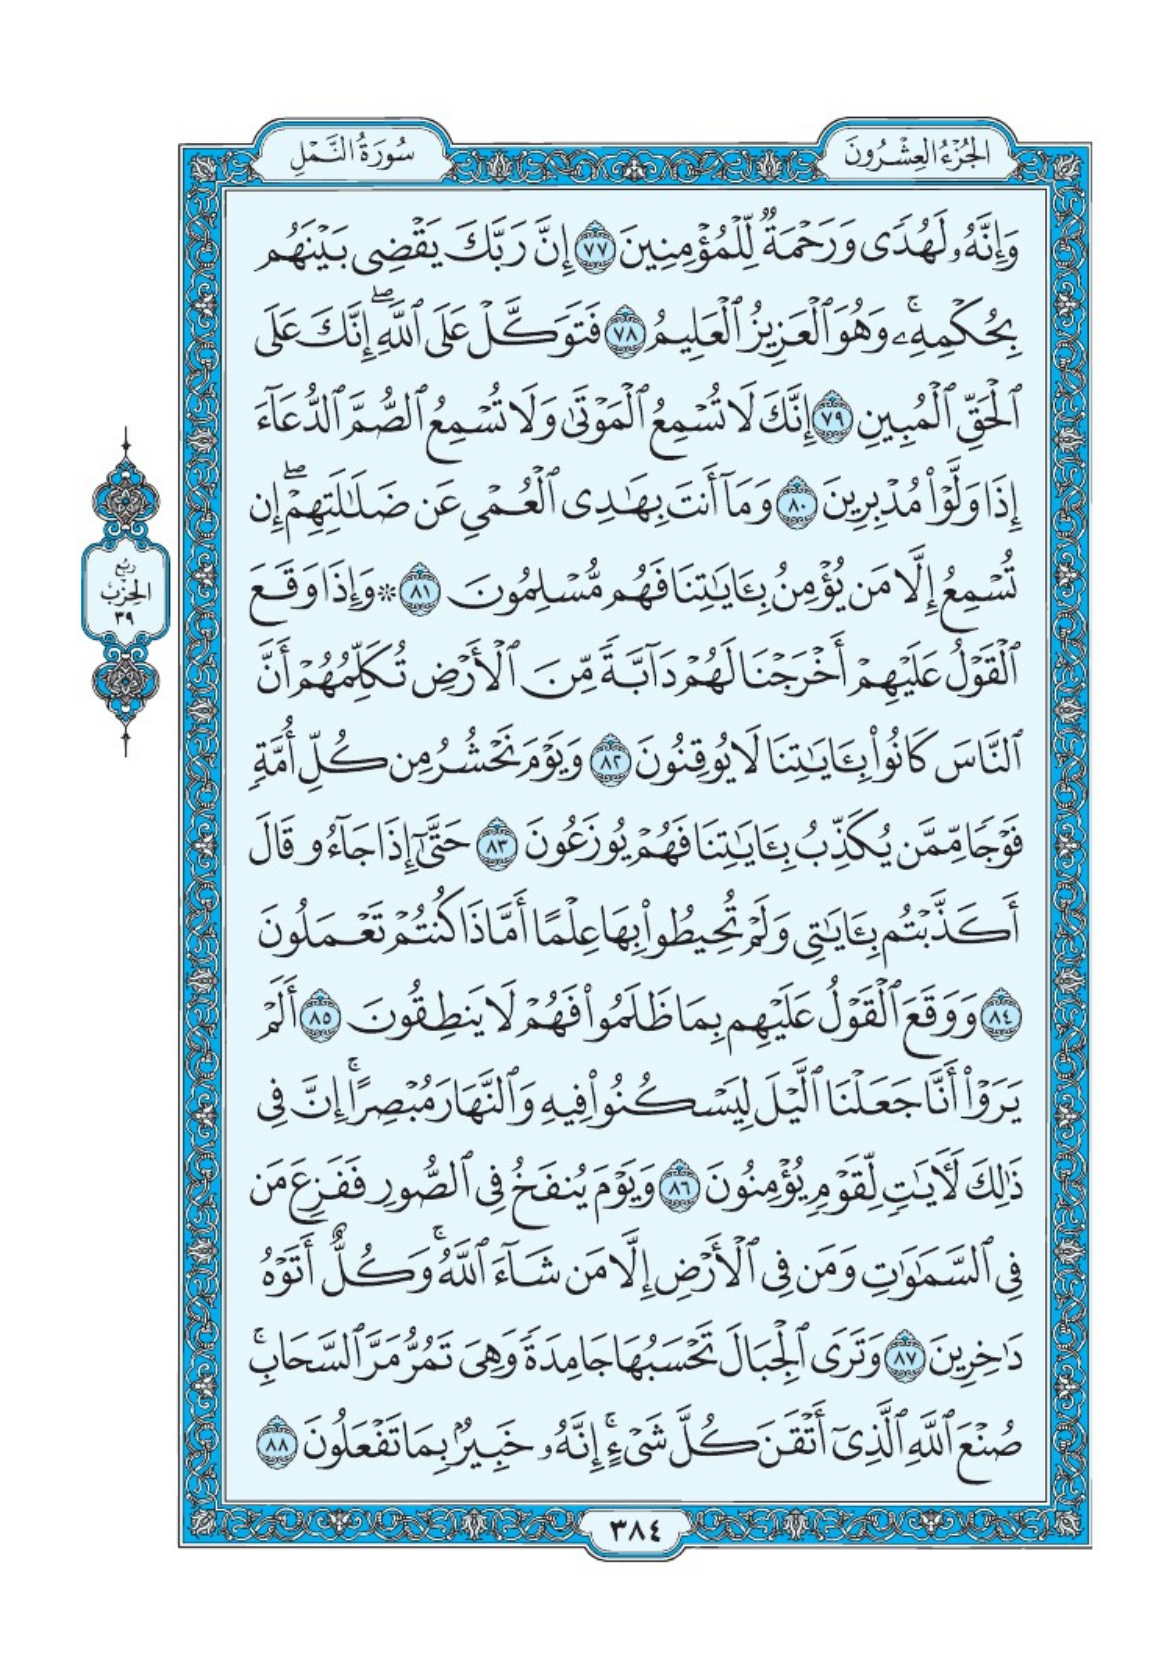 الجُزْءُ العِشْرُونَ
سُورَةُ النَّمْلِ
وَإِنَّهُۥ لَهُدًى وَرَحْمَةٌ لِّلْمُؤْمِنِينَ ٧٧ إِنَّ رَبَّكَ يَقْضِى بَيْنَهُم
بِحُكْمِهِۦۚ وَهُوَ ٱلْعَزِيزُ ٱلْعَلِيمُ ٧٨ فَتَوَكَّلْ عَلَى ٱللَّهِۖ إِنَّكَ عَلَى
ٱلْحَقِّ ٱلْمُبِينِ ٧٩ إِنَّكَ لَا تُسْمِعُ ٱلْمَوْتَىٰ وَلَا تُسْمِعُ ٱلصُّمَّ ٱلدُّعَآءَ
إِذَا وَلَّوْا۟ مُدْبِرِينَ ٨٠ وَمَآ أَنتَ بِهَـٰدِى ٱلْعُمْىِ عَن ضَلَـٰلَتِهِمْۖ إِن
تُسْمِعُ إِلَّا مَن يُؤْمِنُ بِـَٔايَـٰتِنَا فَهُم مُّسْلِمُونَ ٨١ ۞ وَإِذَا وَقَعَ
ٱلْقَوْلُ عَلَيْهِمْ أَخْرَجْنَا لَهُمْ دَآبَّةً مِّنَ ٱلْأَرْضِ تُكَلِّمُهُمْ أَنَّ
ٱلنَّاسَ كَانُوا۟ بِـَٔايَـٰتِنَا لَا يُوقِنُونَ ٨٢ وَيَوْمَ نَحْشُرُ مِن كُلِّ أُمَّةٍ
فَوْجًا مِّمَّن يُكَذِّبُ بِـَٔايَـٰتِنَا فَهُمْ يُوزَعُونَ ٨٣ حَتَّىٰٓ إِذَا جَآءُو قَالَ
أَكَذَّبْتُم بِـَٔايَـٰتِى وَلَمْ تُحِيطُوا۟ بِهَا عِلْمًا أَمَّاذَا كُنتُمْ تَعْمَلُونَ
٨٤ وَوَقَعَ ٱلْقَوْلُ عَلَيْهِم بِمَا ظَلَمُوا۟ فَهُمْ لَا يَنطِقُونَ ٨٥ أَلَمْ
يَرَوْا۟ أَنَّا جَعَلْنَا ٱلَّيْلَ لِيَسْكُنُوا۟ فِيهِ وَٱلنَّهَارَ مُبْصِرًاۚ إِنَّ فِى
ذَٰلِكَ لَـَٔايَـٰتٍ لِّقَوْمٍ يُؤْمِنُونَ ٨٦ وَيَوْمَ يُنفَخُ فِى ٱلصُّورِ فَفَزِعَ مَن
فِى ٱلسَّمَـٰوَٰتِ وَمَن فِى ٱلْأَرْضِ إِلَّا مَن شَآءَ ٱللَّهُۚ وَكُلٌّ أَتَوْهُ
دَٰخِرِينَ ٨٧ وَتَرَى ٱلْجِبَالَ تَحْسَبُهَا جَامِدَةً وَهِىَ تَمُرُّ مَرَّ ٱلسَّحَابِۚ
صُنْعَ ٱللَّهِ ٱلَّذِىٓ أَتْقَنَ كُلَّ شَىْءٍۚ إِنَّهُۥ خَبِيرٌۢ بِمَا تَفْعَلُونَ ٨٨
رُبْع
الحِزْب
٣٩
٣٨٤